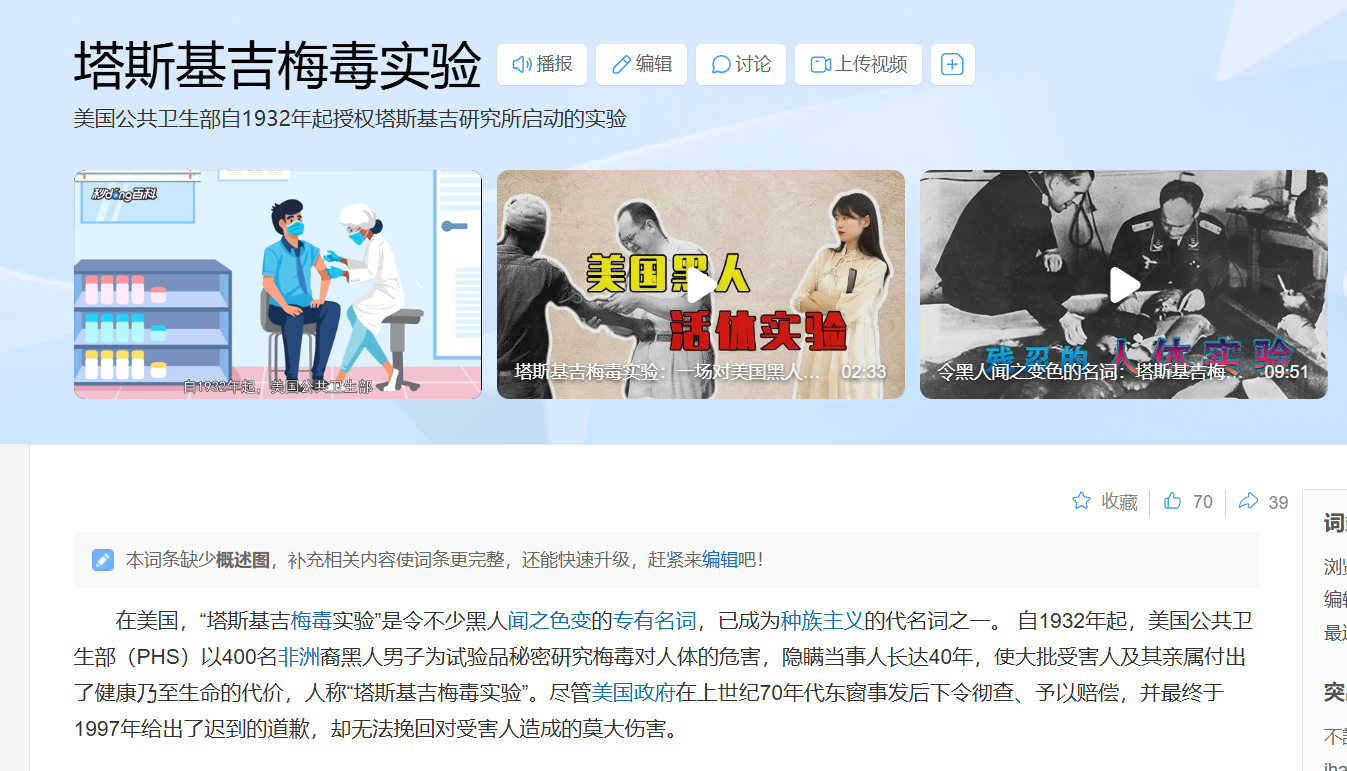 塔斯基吉梅毒实验 播报 编辑 讨论 上传视频
美国公共卫生部自1932年起授权塔斯基吉研究所启动的实验
秒dong百科
自1932年起，美国公共卫生部
美国黑人
活体实验
塔斯基吉梅毒实验：一场对美国黑人… 02:33
残忍的人体实验
令黑人闻之变色的名词：塔斯基吉梅… 09:51
收藏 70 39
本词条缺少概述图，补充相关内容使词条更完整，还能快速升级，赶紧来编辑吧！
在美国，“塔斯基吉梅毒实验”是令不少黑人闻之色变的专有名词，已成为种族主义的代名词之一。 自1932年起，美国公共卫
生部（PHS）以400名非洲裔黑人男子为试验品秘密研究梅毒对人体的危害，隐瞒当事人长达40年，使大批受害人及其亲属付出
了健康乃至生命的代价，人称“塔斯基吉梅毒实验”。尽管美国政府在上世纪70年代东窗事发后下令彻查、予以赔偿，并最终于
1997年给出了迟到的道歉，却无法挽回对受害人造成的莫大伤害。
词
浏
编
最
突
不